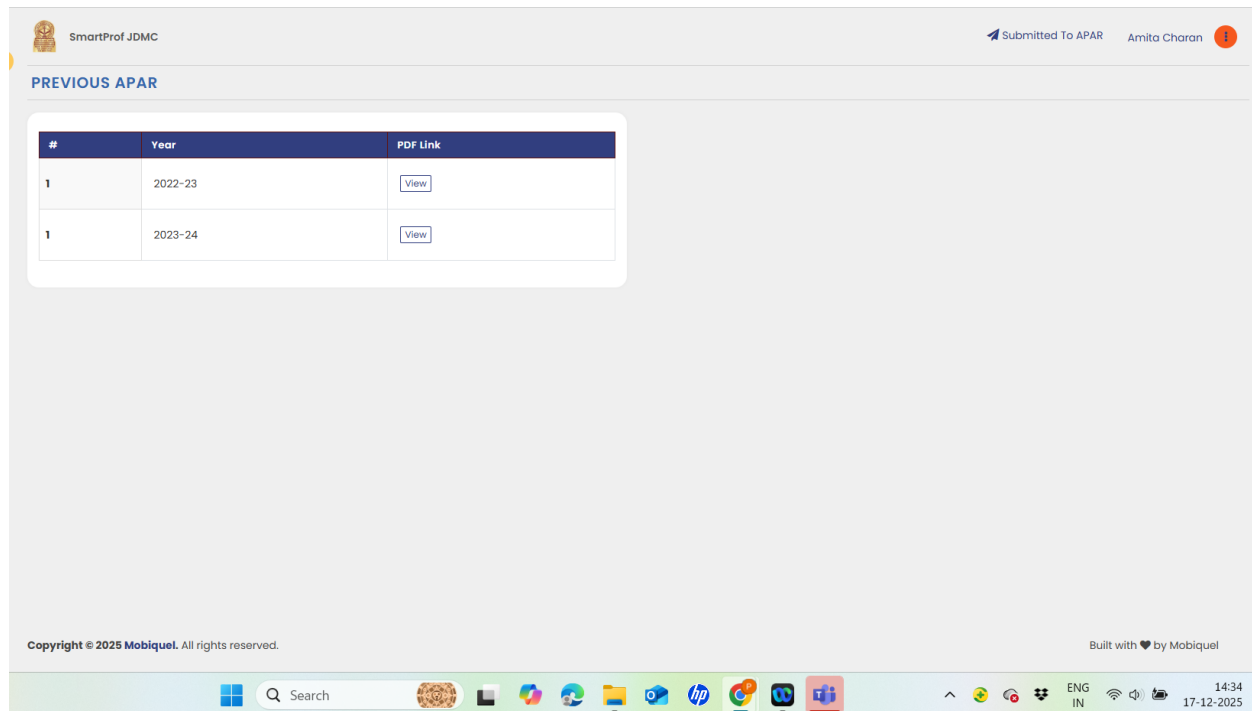 SmartProf JDMC
Submitted To APAR
Amita Charan
PREVIOUS APAR
# Year PDF Link
1 2022-23 View
1 2023-24 View
Copyright © 2025 Mobiquel. All rights reserved.
Built with ♥ by Mobiquel
Search
ENG
IN
14:34
17-12-2025